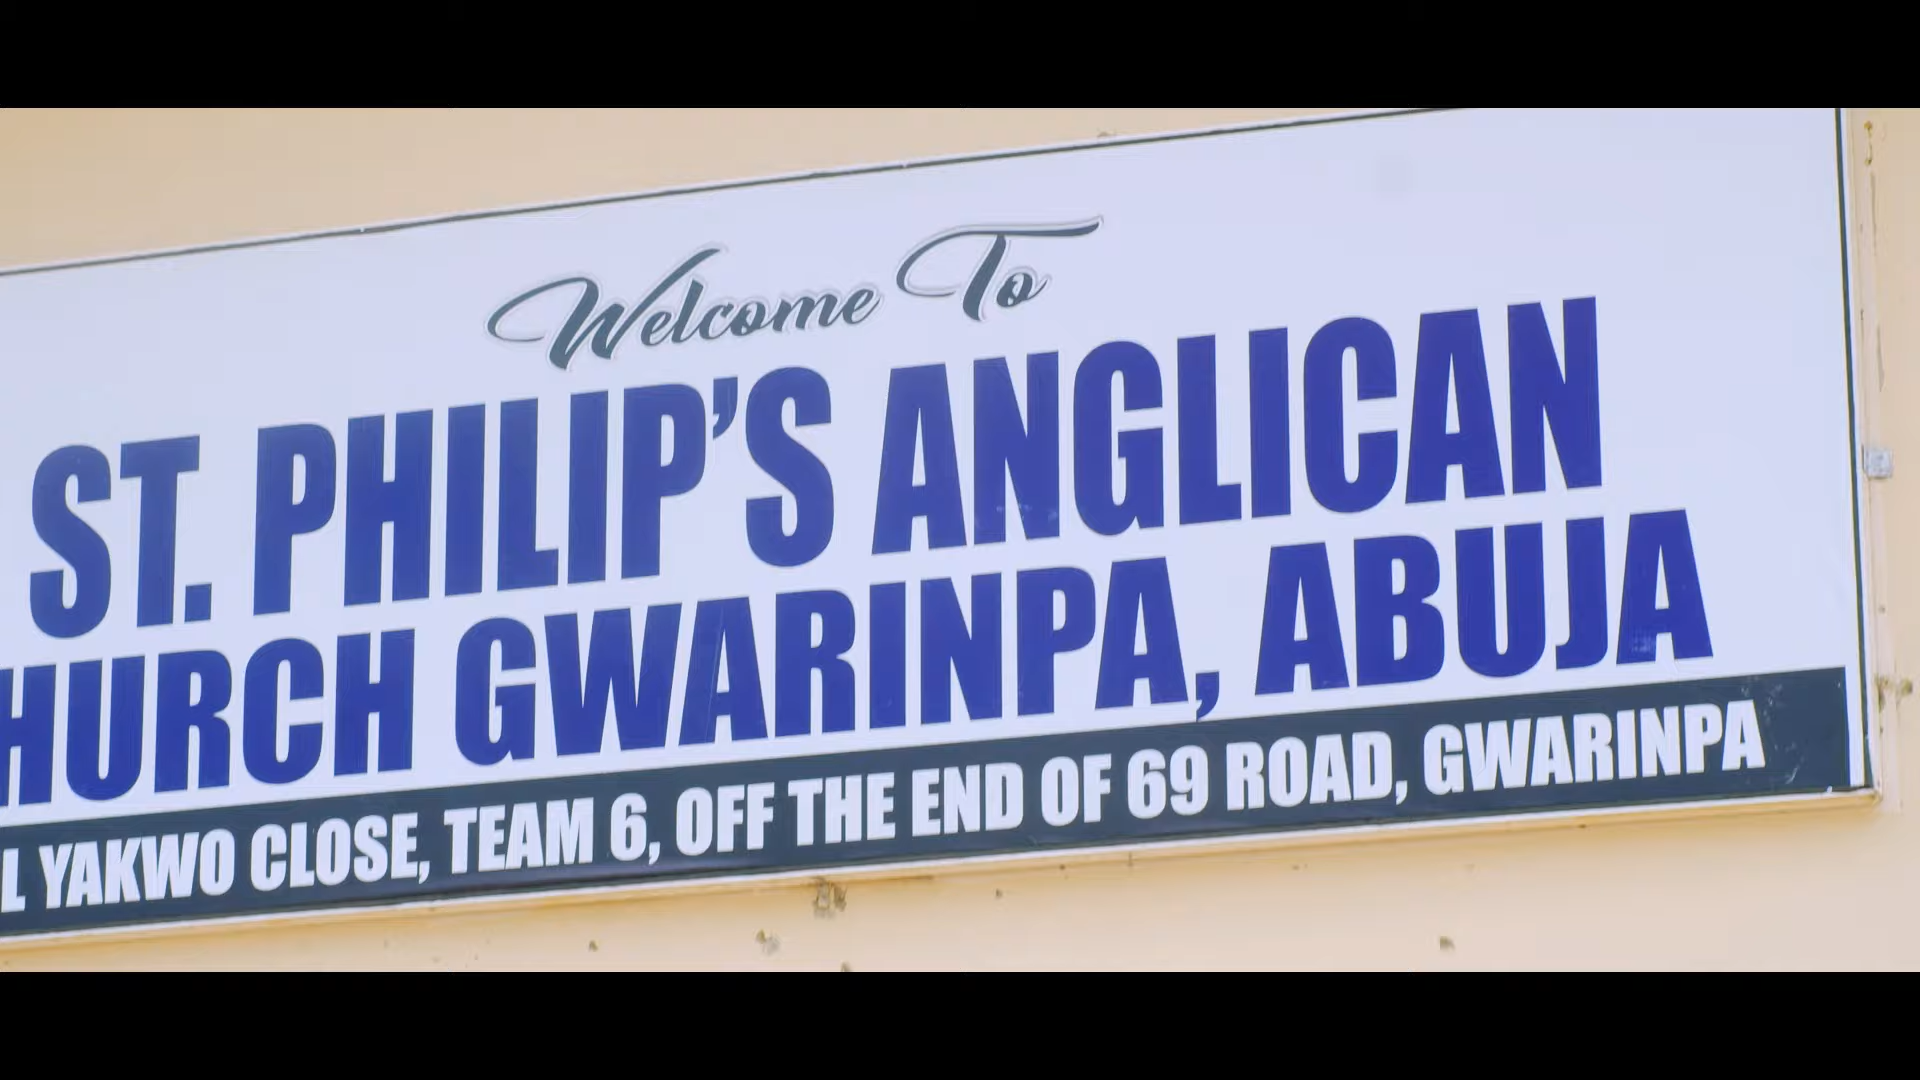 Welcome To
ST. PHILIP'S ANGLICAN
HURCH GWARINPA, ABUJA
L YAKWO CLOSE, TEAM 6, OFF THE END OF 69 ROAD, GWARINPA